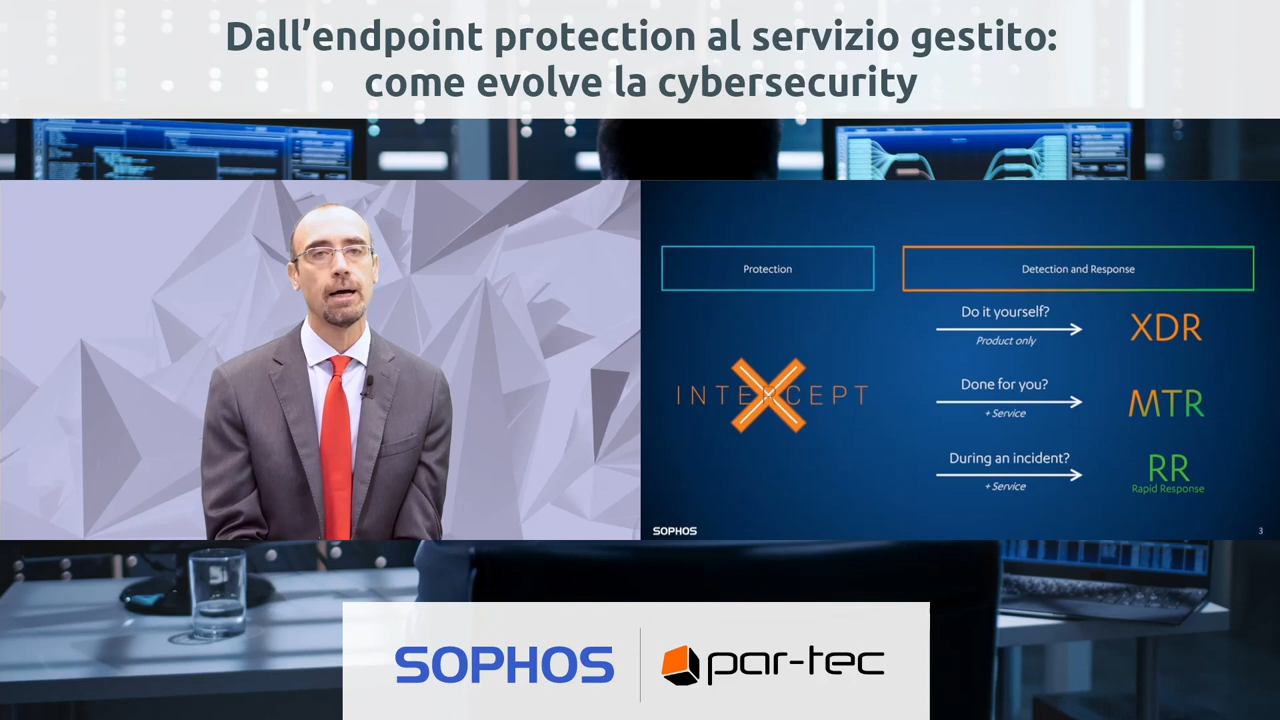 Dall'endpoint protection al servizio gestito:
come evolve la cybersecurity
Protection
Detection and Response
INTERCEPT
Do it yourself?
Product only
XDR
Done for you?
+ Service
MTR
During an incident?
+ Service
RR
Rapid Response
SOPHOS
3
SOPHOS
par-tec